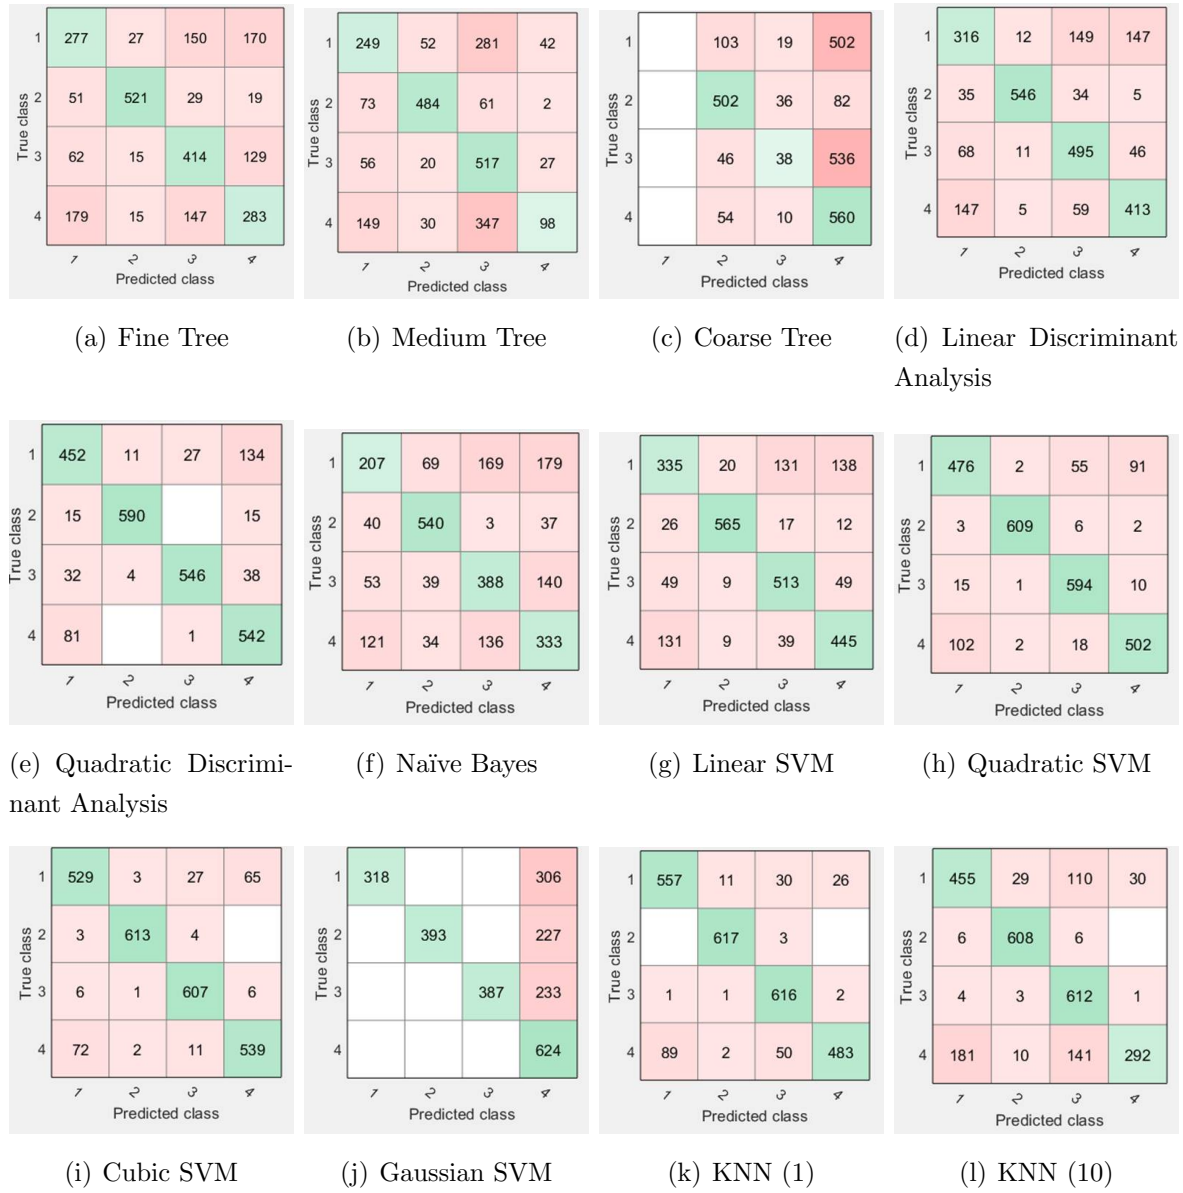 1 277 27 150 170
2 51 521 29 19
3 62 15 414 129
4 179 15 147 283
True class
1 2 3 4
Predicted class
(a) Fine Tree
1 249 52 281 42
2 73 484 61 2
3 56 20 517 27
4 149 30 347 98
True class
1 2 3 4
Predicted class
(b) Medium Tree
1 103 19 502
2 502 36 82
3 46 38 536
4 54 10 560
True class
1 2 3 4
Predicted class
(c) Coarse Tree
1 316 12 149 147
2 35 546 34 5
3 68 11 495 46
4 147 5 59 413
True class
1 2 3 4
Predicted class
(d) Linear Discriminant
Analysis
1 452 11 27 134
2 15 590 15
3 32 4 546 38
4 81 1 542
True class
1 2 3 4
Predicted class
(e) Quadratic Discrimi-
nant Analysis
1 207 69 169 179
2 40 540 3 37
3 53 39 388 140
4 121 34 136 333
True class
1 2 3 4
Predicted class
(f) Naïve Bayes
1 335 20 131 138
2 26 565 17 12
3 49 9 513 49
4 131 9 39 445
True class
1 2 3 4
Predicted class
(g) Linear SVM
1 476 2 55 91
2 3 609 6 2
3 15 1 594 10
4 102 2 18 502
True class
1 2 3 4
Predicted class
(h) Quadratic SVM
1 529 3 27 65
2 3 613 4
3 6 1 607 6
4 72 2 11 539
True class
1 2 3 4
Predicted class
(i) Cubic SVM
1 318 306
2 393 227
3 387 233
4 624
True class
1 2 3 4
Predicted class
(j) Gaussian SVM
1 557 11 30 26
2 617 3
3 1 1 616 2
4 89 2 50 483
True class
1 2 3 4
Predicted class
(k) KNN (1)
1 455 29 110 30
2 6 608 6
3 4 3 612 1
4 181 10 141 292
True class
1 2 3 4
Predicted class
(l) KNN (10)